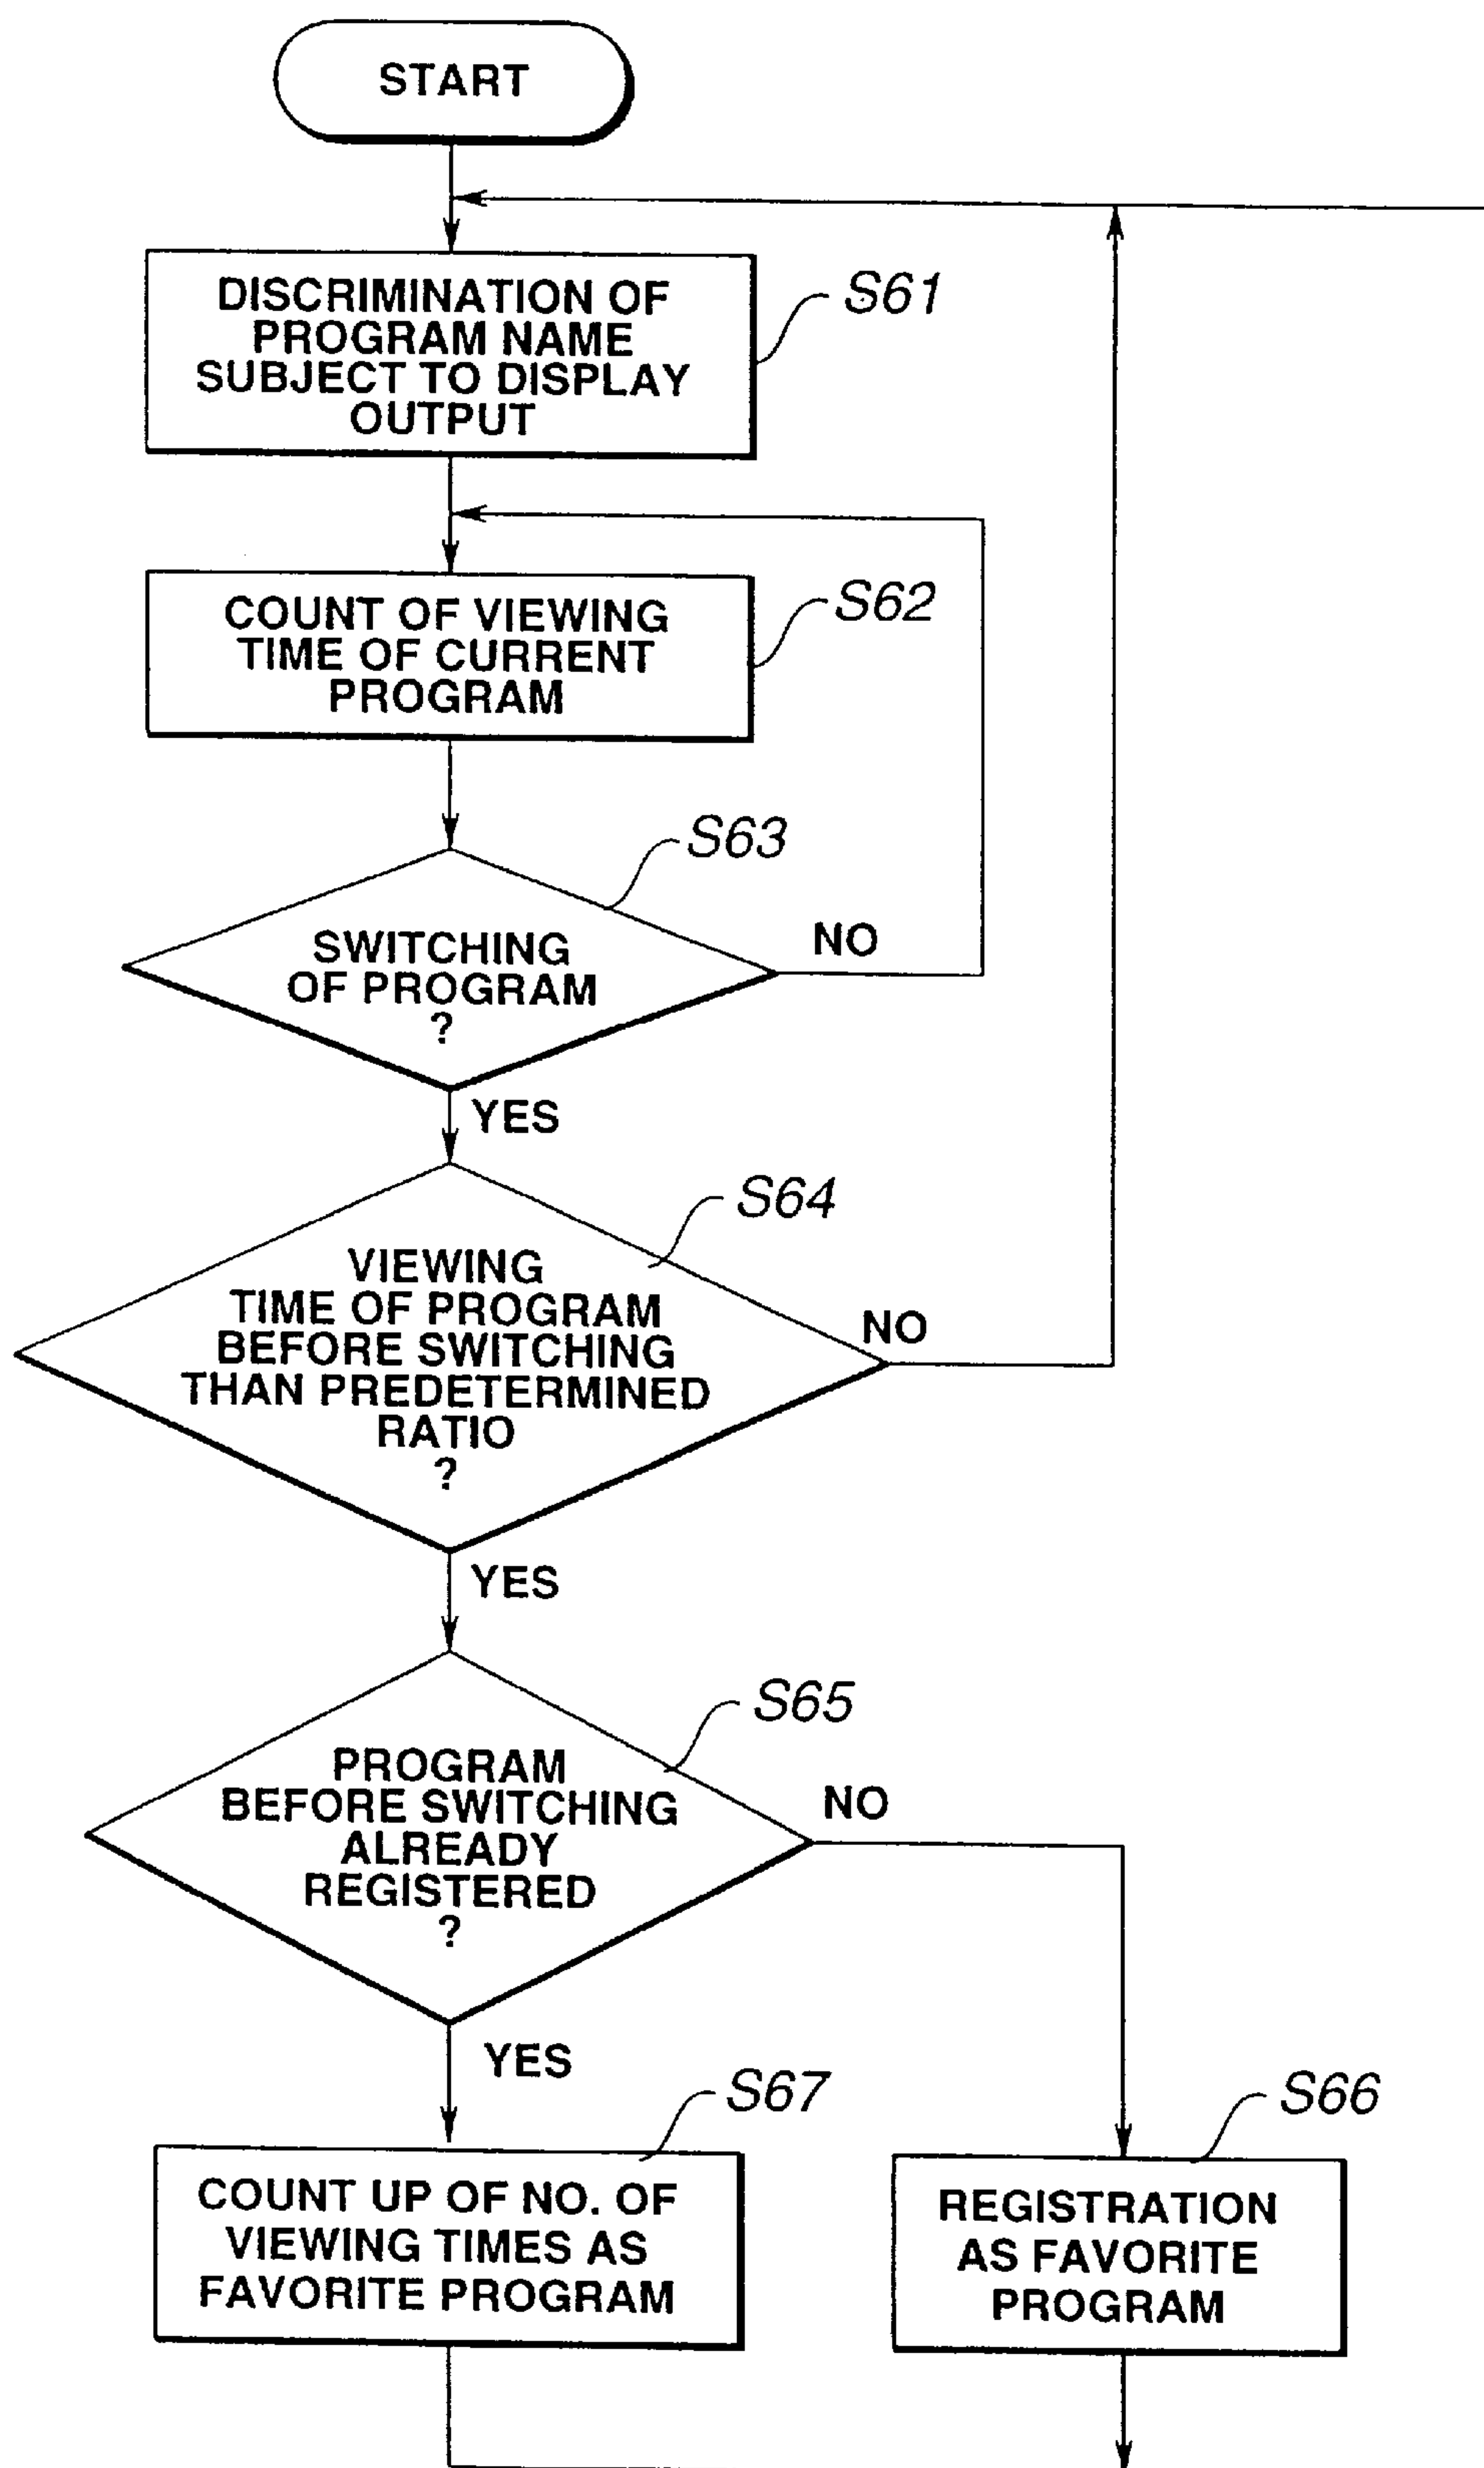 START
DISCRIMINATION OF
PROGRAM NAME
SUBJECT TO DISPLAY
OUTPUT
S61
COUNT OF VIEWING
TIME OF CURRENT
PROGRAM
S62
S63
SWITCHING
OF PROGRAM
?
NO
YES
S64
VIEWING
TIME OF PROGRAM
BEFORE SWITCHING
THAN PREDETERMINED
RATIO
?
NO
YES
S65
PROGRAM
BEFORE SWITCHING
ALREADY
REGISTERED
?
NO
YES
S67
COUNT UP OF NO. OF
VIEWING TIMES AS
FAVORITE PROGRAM
S66
REGISTRATION
AS FAVORITE
PROGRAM